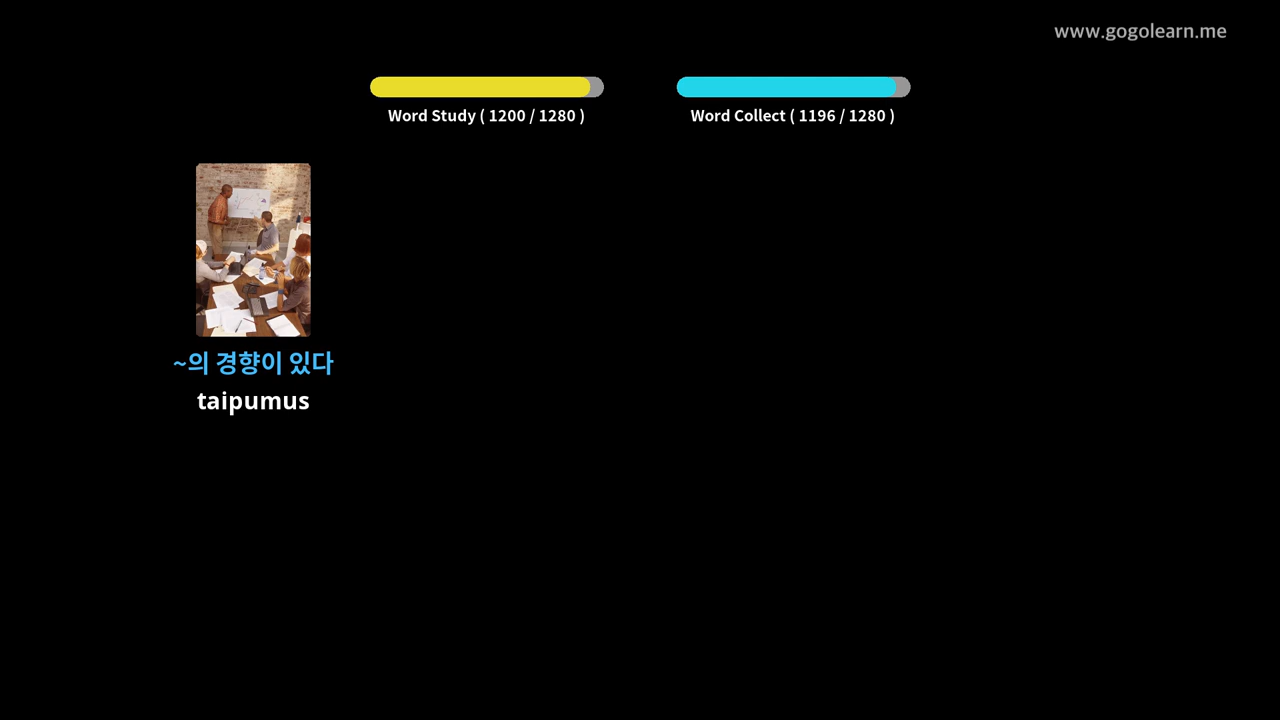 www.gogolearn.me
Word Study ( 1200 / 1280 )
Word Collect ( 1196 / 1280 )
~의 경향이 있다
taipumus